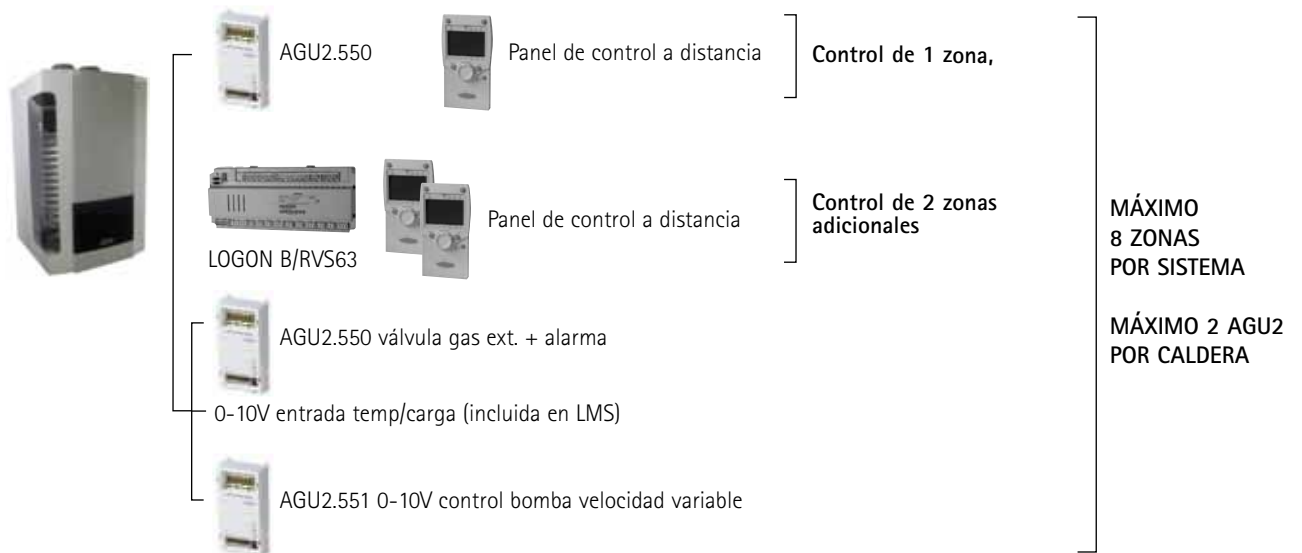 AGU2.550
Panel de control a distancia
Control de 1 zona,
LOGON B/RVS63
Panel de control a distancia
Control de 2 zonas
adicionales
AGU2.550 válvula gas ext. + alarma
0-10V entrada temp/carga (incluida en LMS)
AGU2.551 0-10V control bomba velocidad variable
MÁXIMO
8 ZONAS
POR SISTEMA
MÁXIMO 2 AGU2
POR CALDERA